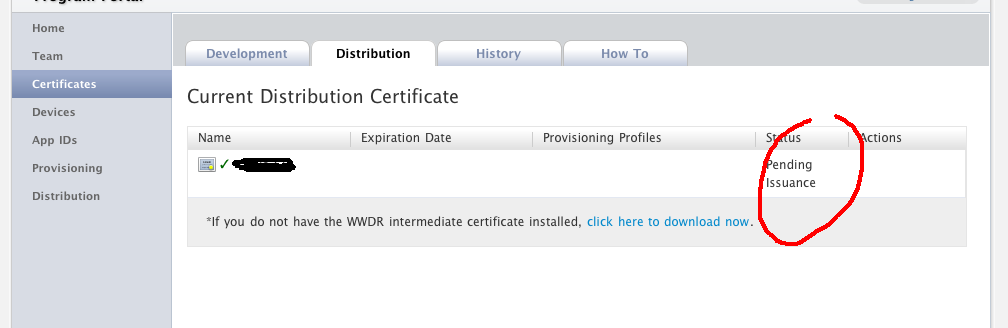 Program Portal
Home
Team
Certificates
Devices
App IDs
Provisioning
Distribution
Development
Distribution
History
How To
Current Distribution Certificate
Name
Expiration Date
Provisioning Profiles
Status
Actions
Pending
Issuance
*If you do not have the WWDR intermediate certificate installed, click here to download now.